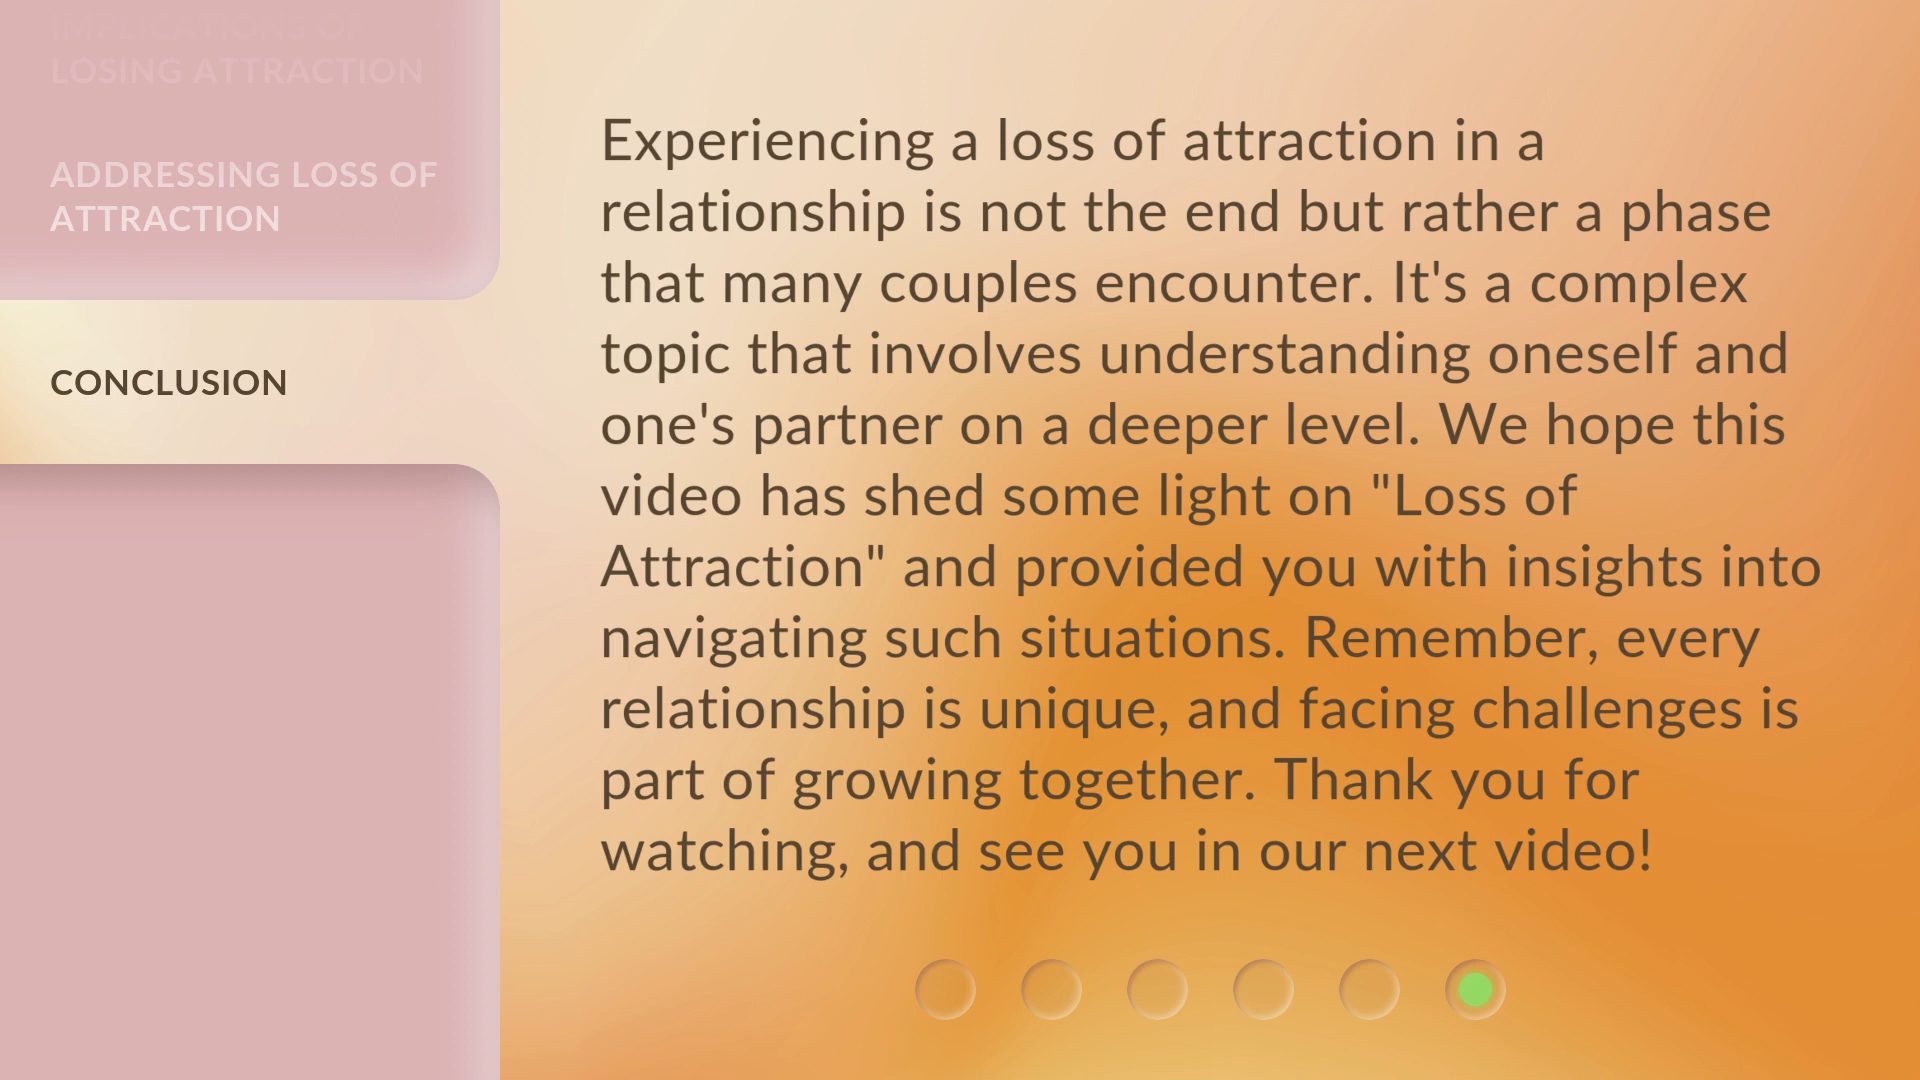 IMPLICATIONS OF
LOSING ATTRACTION
ADDRESSING LOSS OF
ATTRACTION
CONCLUSION
Experiencing a loss of attraction in a
relationship is not the end but rather a phase
that many couples encounter. It's a complex
topic that involves understanding oneself and
one's partner on a deeper level. We hope this
video has shed some light on "Loss of
Attraction" and provided you with insights into
navigating such situations. Remember, every
relationship is unique, and facing challenges is
part of growing together. Thank you for
watching, and see you in our next video!